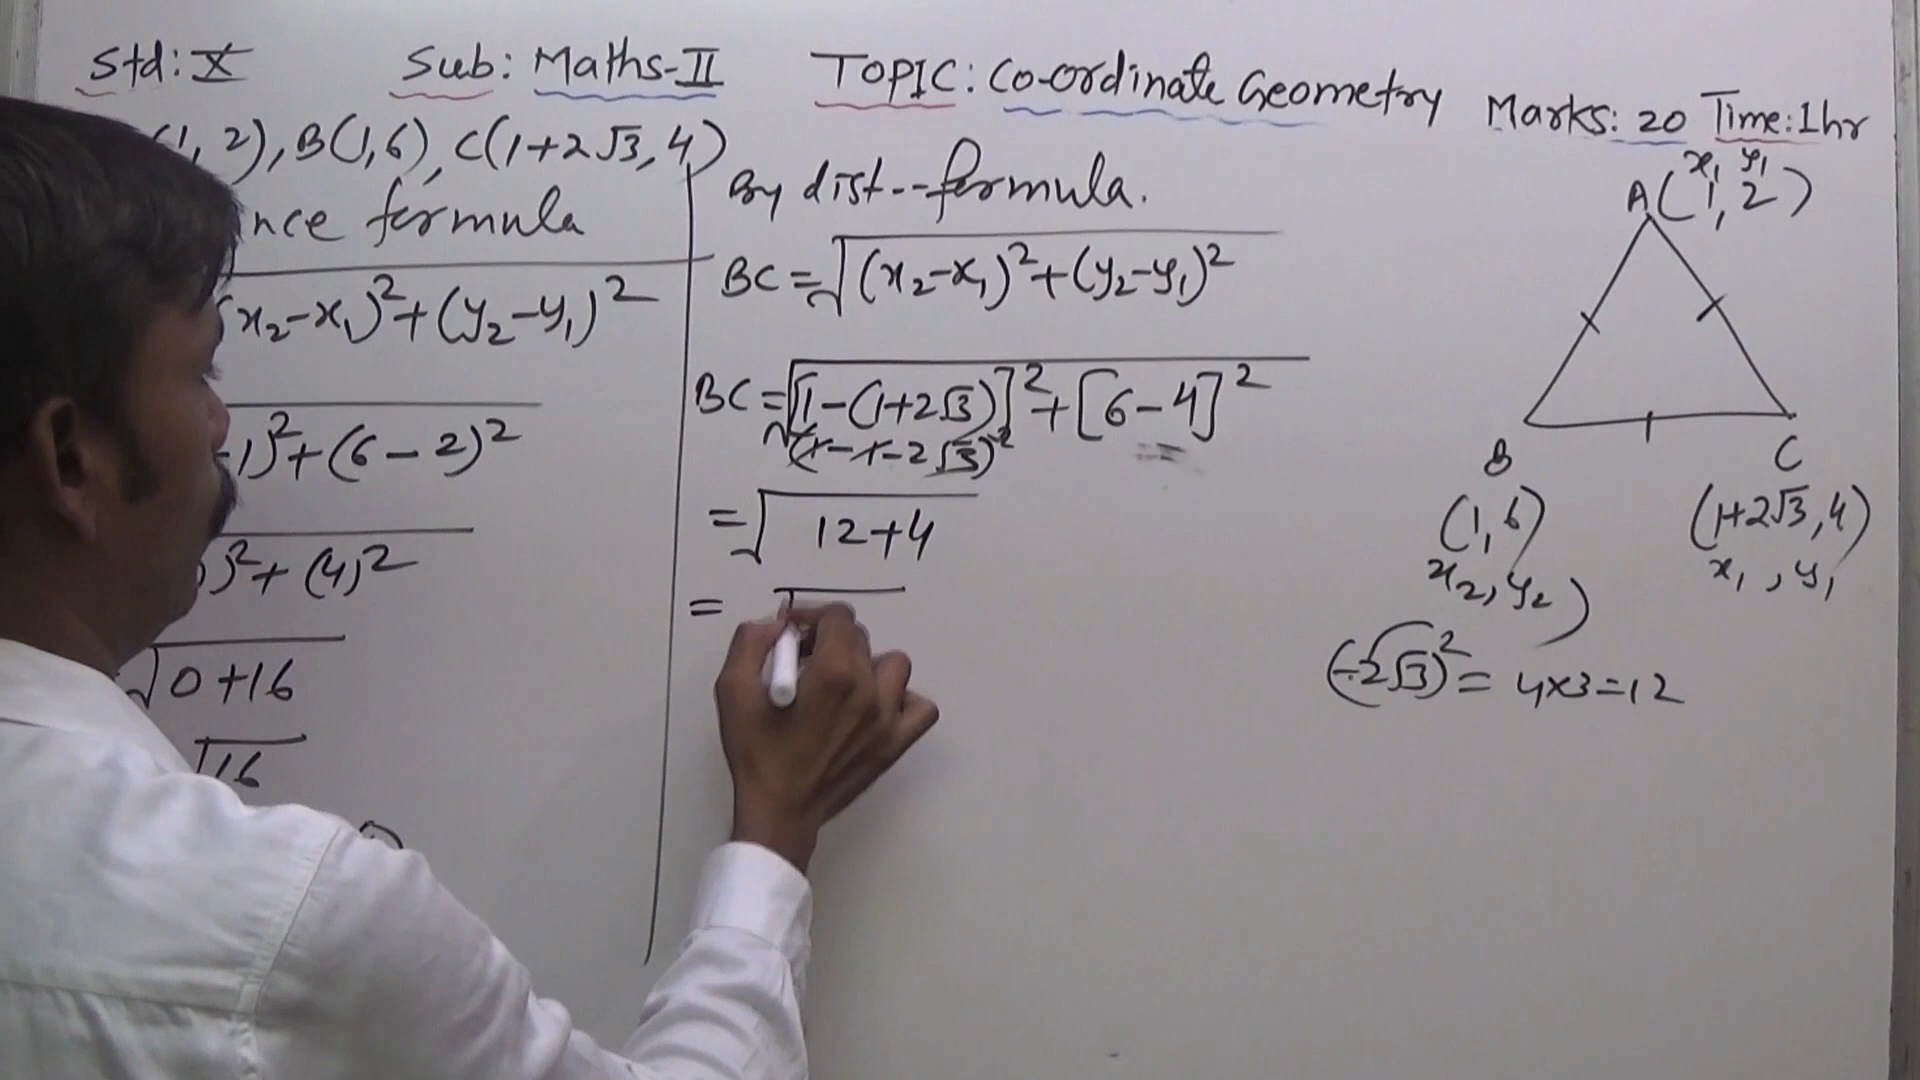 Std: X Sub: Maths-II TOPIC: Co-ordinate Geometry Marks: 20 Time: 1hr
1, 2), B(1,6), C(1+2√3, 4)
nce formula
x₂-x₁)²+(y₂-y₁)²
-1)²+(6-2)²
)²+(4)²
√0+16
√16
By dist--formula.
BC=√(x₂-x₁)²+(y₂-y₁)²
BC=√[1-(1+2√3)]²+[6-4]²
(1-1-2√3)²
=√12+4
=
x₁ y₁
A(1, 2)
B C
(1,6) (1+2√3,4)
x₂, y₂) x₁, y₁
(-2√3)²= 4×3=12